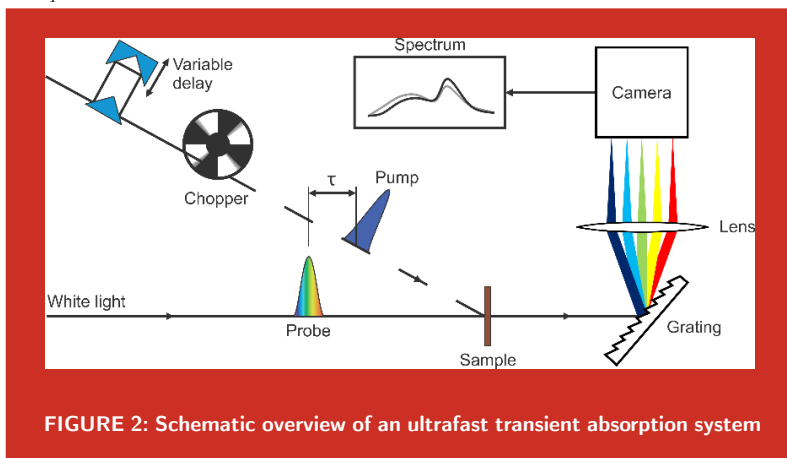 Spectrum
Variable
delay
Camera
Chopper
τ
Pump
Lens
White light
Probe
Sample
Grating
FIGURE 2: Schematic overview of an ultrafast transient absorption system